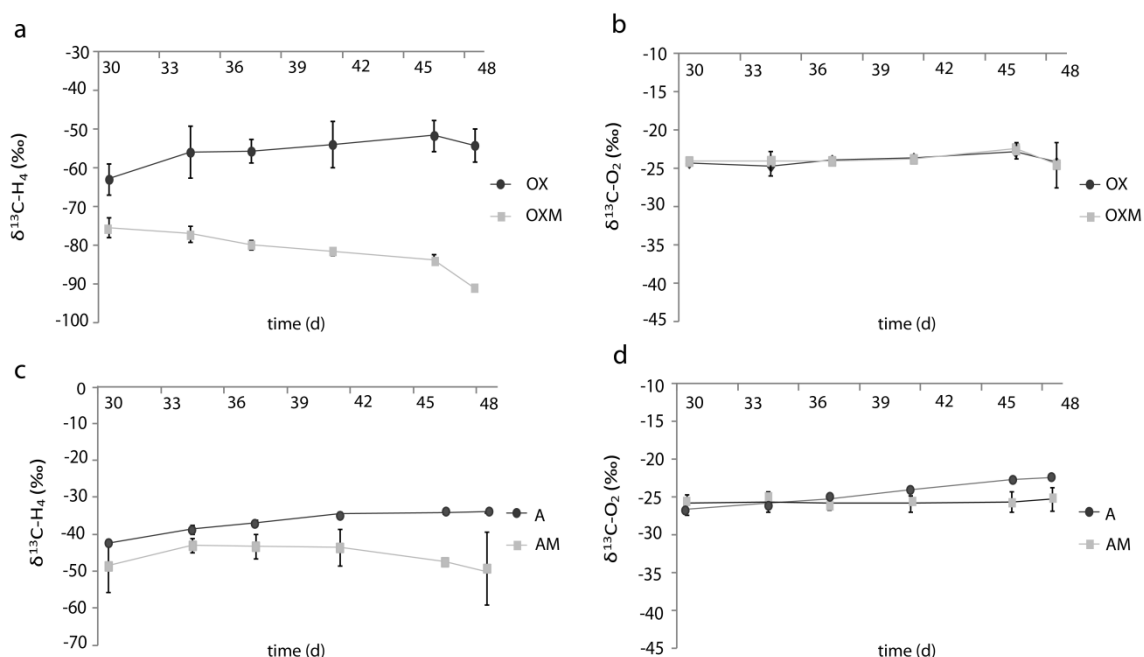 a
-30
-40
-50
-60
-70
-80
-90
-100
30 33 36 39 42 45 48
δ¹³C-H₄ (‰)
time (d)
OX
OXM
b
-10
-15
-20
-25
-30
-35
-40
-45
30 33 36 39 42 45 48
δ¹³C-O₂ (‰)
time (d)
OX
OXM
c
0
-10
-20
-30
-40
-50
-60
-70
30 33 36 39 42 45 48
δ¹³C-H₄ (‰)
time (d)
A
AM
d
-10
-15
-20
-25
-30
-35
-40
-45
30 33 36 39 42 45 48
δ¹³C-O₂ (‰)
time (d)
A
AM